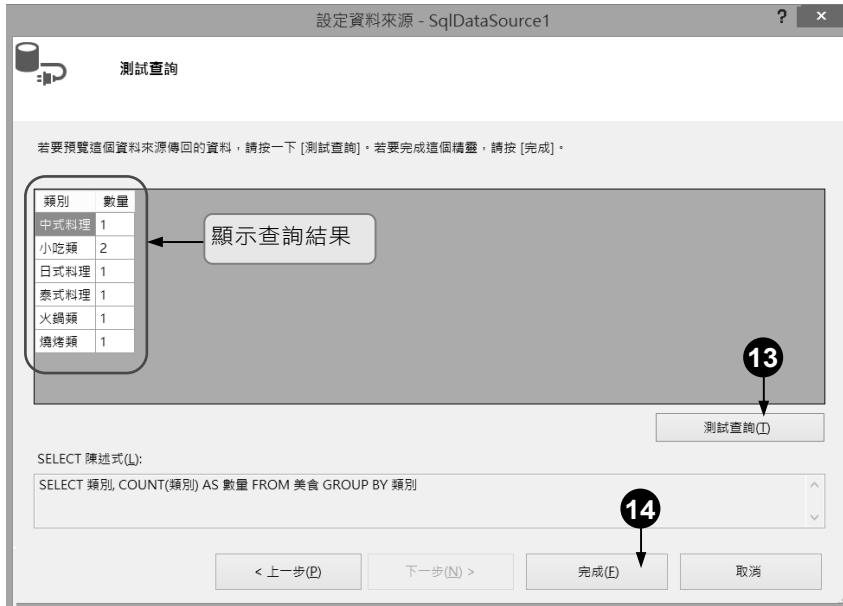 設定資料來源 - SqlDataSource1
? ×
測試查詢
若要預覽這個資料來源傳回的資料，請按一下 [測試查詢]。若要完成這個精靈，請按 [完成]。
類別 數量
中式料理 1
小吃類 2
日式料理 1
泰式料理 1
火鍋類 1
燒烤類 1
顯示查詢結果
13
測試查詢(T)
SELECT 陳述式(L):
SELECT 類別, COUNT(類別) AS 數量 FROM 美食 GROUP BY 類別
14
< 上一步(P) 下一步(N) > 完成(F) 取消